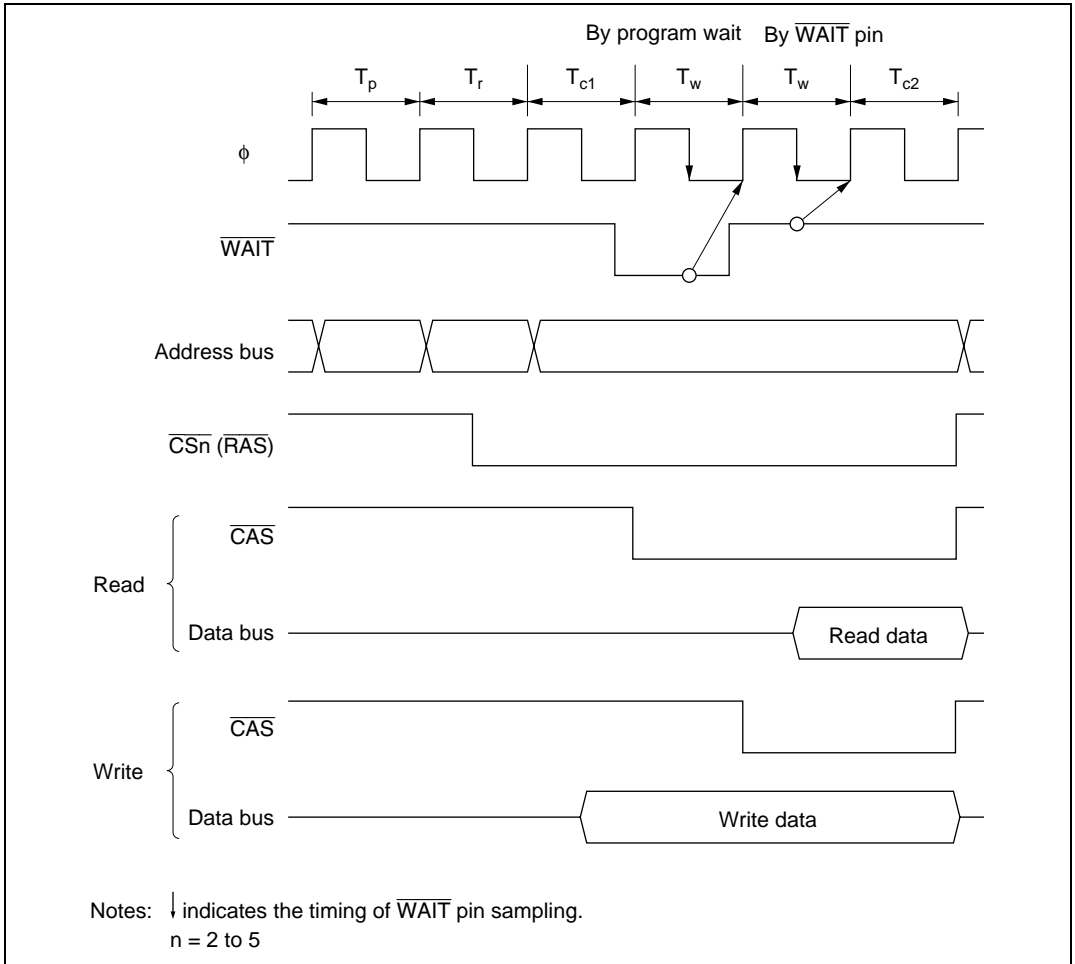 By program wait By WAIT pin
Tp Tr Tc1 Tw Tw Tc2
ϕ
WAIT
Address bus
CSn (RAS)
CAS
Read
Data bus Read data
CAS
Write
Data bus Write data
Notes: ↓ indicates the timing of WAIT pin sampling.
n = 2 to 5